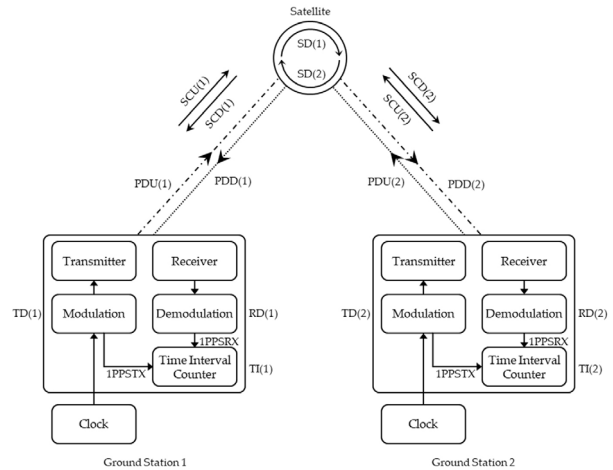 Satellite
SD(1)
SD(2)
SCU(1)
SCD(1)
SCD(2)
SCU(2)
PDU(1)
PDD(1)
PDU(2)
PDD(2)
Transmitter
Receiver
TD(1)
Modulation
Demodulation
RD(1)
1PPSRX
1PPSTX
Time Interval
Counter
TI(1)
Clock
Ground Station 1
Transmitter
Receiver
TD(2)
Modulation
Demodulation
RD(2)
1PPSRX
1PPSTX
Time Interval
Counter
TI(2)
Clock
Ground Station 2